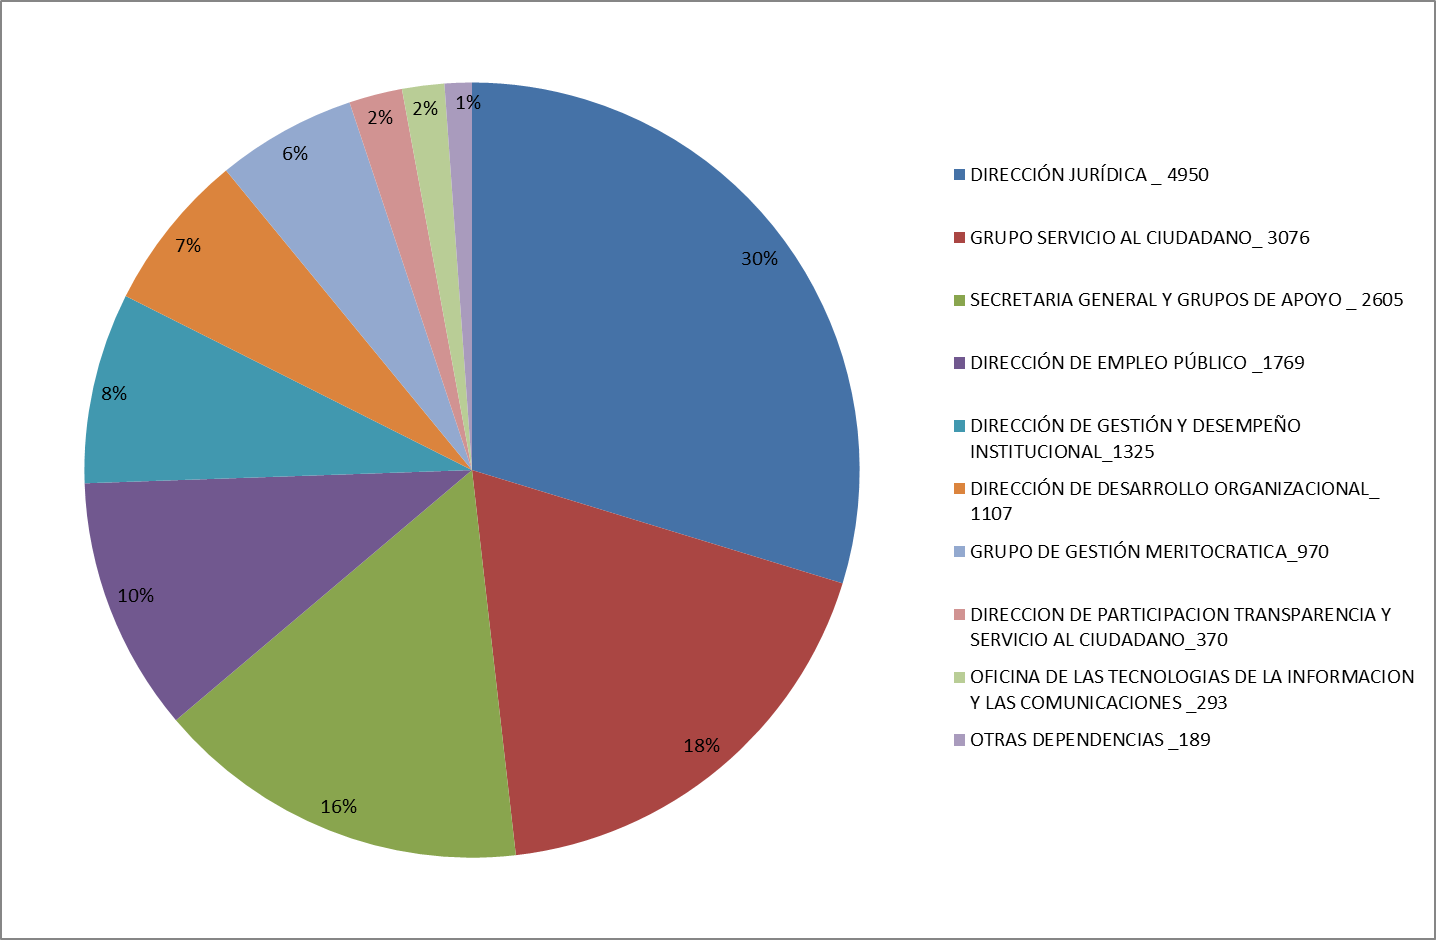 1%
2%
2%
6%
7%
8%
10%
16%
18%
30%
DIRECCIÓN JURÍDICA _ 4950
GRUPO SERVICIO AL CIUDADANO_ 3076
SECRETARIA GENERAL Y GRUPOS DE APOYO _ 2605
DIRECCIÓN DE EMPLEO PÚBLICO _1769
DIRECCIÓN DE GESTIÓN Y DESEMPEÑO
INSTITUCIONAL_1325
DIRECCIÓN DE DESARROLLO ORGANIZACIONAL_
1107
GRUPO DE GESTIÓN MERITOCRATICA_970
DIRECCION DE PARTICIPACION TRANSPARENCIA Y
SERVICIO AL CIUDADANO_370
OFICINA DE LAS TECNOLOGIAS DE LA INFORMACION
Y LAS COMUNICACIONES _293
OTRAS DEPENDENCIAS _189